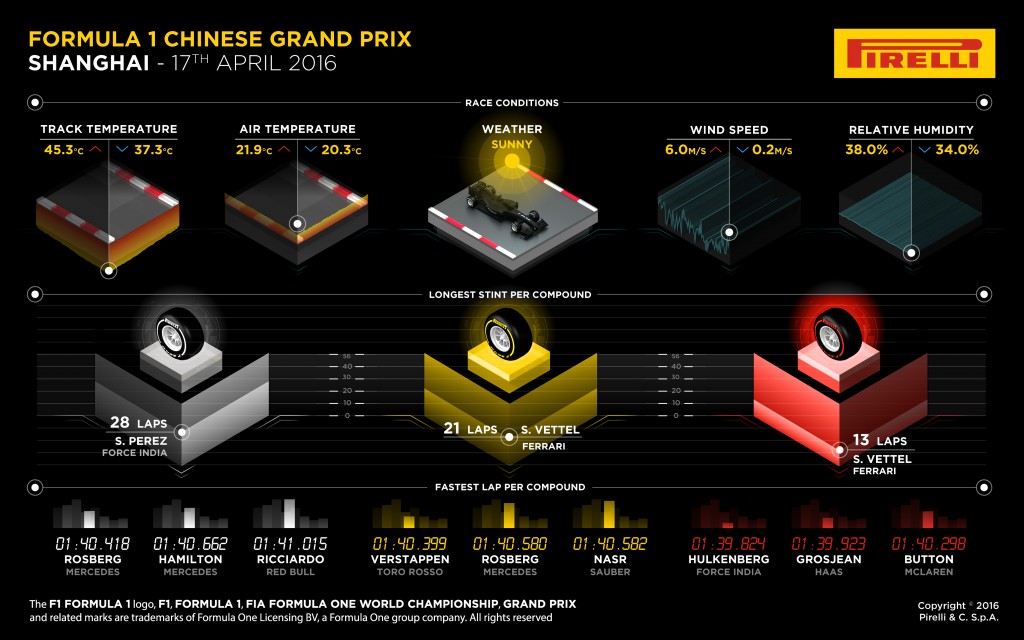 FORMULA 1 CHINESE GRAND PRIX
SHANGHAI - 17TH APRIL 2016
PIRELLI
RACE CONDITIONS
TRACK TEMPERATURE
45.3°C 37.3°C
AIR TEMPERATURE
21.9°C 20.3°C
WEATHER
SUNNY
WIND SPEED
6.0M/S 0.2M/S
RELATIVE HUMIDITY
38.0% 34.0%
LONGEST STINT PER COMPOUND
56
40
30
20
10
0
56
40
30
20
10
0
28 LAPS
S. PEREZ
FORCE INDIA
21 LAPS
S. VETTEL
FERRARI
13 LAPS
S. VETTEL
FERRARI
FASTEST LAP PER COMPOUND
01:40.418
ROSBERG
MERCEDES
01:40.662
HAMILTON
MERCEDES
01:41.015
RICCIARDO
RED BULL
01:40.399
VERSTAPPEN
TORO ROSSO
01:40.580
ROSBERG
MERCEDES
01:40.582
NASR
SAUBER
01:39.824
HULKENBERG
FORCE INDIA
01:39.923
GROSJEAN
HAAS
01:40.298
BUTTON
MCLAREN
The F1 FORMULA 1 logo, F1, FORMULA 1, FIA FORMULA ONE WORLD CHAMPIONSHIP, GRAND PRIX
and related marks are trademarks of Formula One Licensing BV, a Formula One group company. All rights reserved
Copyright © 2016
Pirelli & C. S.p.A.